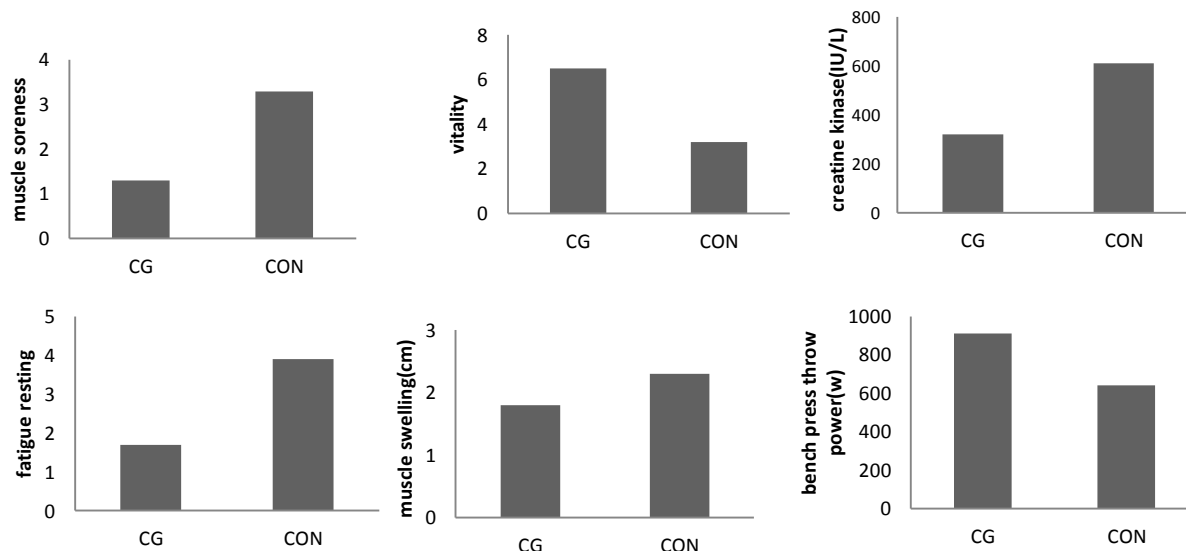 muscle soreness
4
3
2
1
0
CG CON
vitality
8
6
4
2
0
CG CON
creatine kinase(IU/L)
800
600
400
200
0
CG CON
fatigue resting
5
4
3
2
1
0
CG CON
muscle swelling(cm)
3
2
1
0
CG CON
bench press throw
power(w)
1000
800
600
400
200
0
CG CON